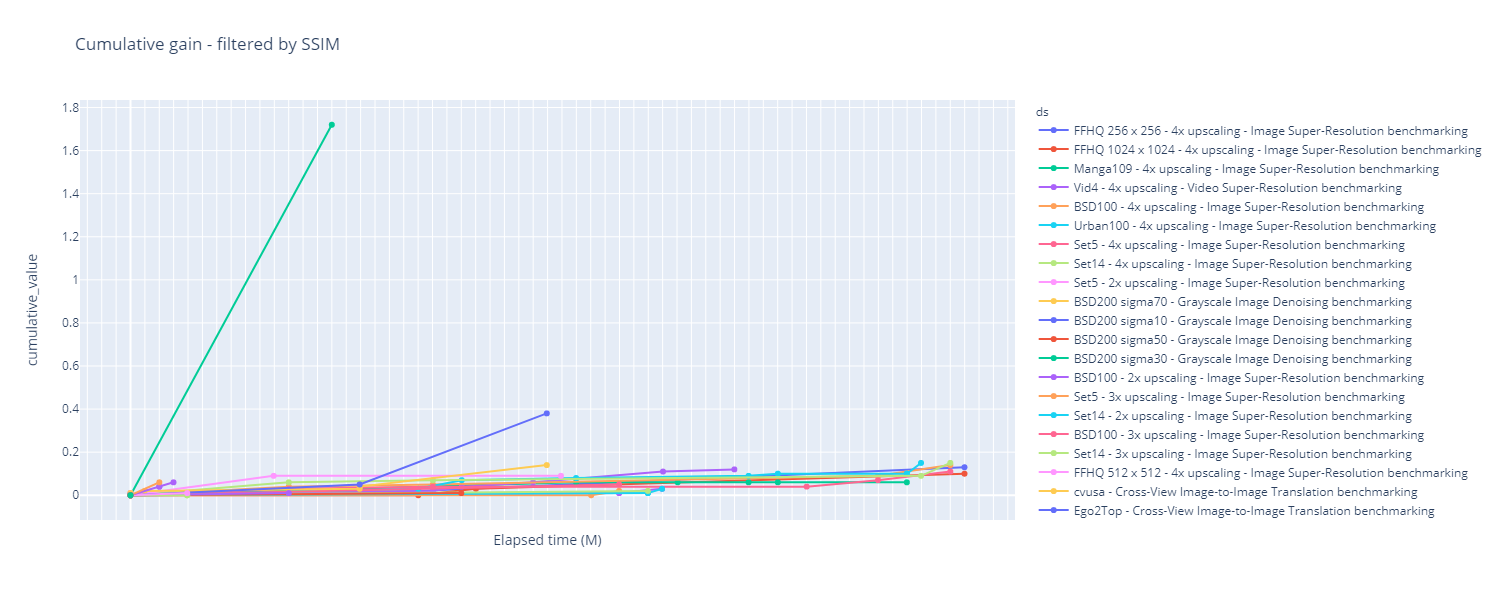 Cumulative gain - filtered by SSIM
1.8
1.6
1.4
1.2
1
0.8
0.6
0.4
0.2
0
cumulative_value
Elapsed time (M)
ds
FFHQ 256 x 256 - 4x upscaling - Image Super-Resolution benchmarking
FFHQ 1024 x 1024 - 4x upscaling - Image Super-Resolution benchmarking
Manga109 - 4x upscaling - Image Super-Resolution benchmarking
Vid4 - 4x upscaling - Video Super-Resolution benchmarking
BSD100 - 4x upscaling - Image Super-Resolution benchmarking
Urban100 - 4x upscaling - Image Super-Resolution benchmarking
Set5 - 4x upscaling - Image Super-Resolution benchmarking
Set14 - 4x upscaling - Image Super-Resolution benchmarking
Set5 - 2x upscaling - Image Super-Resolution benchmarking
BSD200 sigma70 - Grayscale Image Denoising benchmarking
BSD200 sigma10 - Grayscale Image Denoising benchmarking
BSD200 sigma50 - Grayscale Image Denoising benchmarking
BSD200 sigma30 - Grayscale Image Denoising benchmarking
BSD100 - 2x upscaling - Image Super-Resolution benchmarking
Set5 - 3x upscaling - Image Super-Resolution benchmarking
Set14 - 2x upscaling - Image Super-Resolution benchmarking
BSD100 - 3x upscaling - Image Super-Resolution benchmarking
Set14 - 3x upscaling - Image Super-Resolution benchmarking
FFHQ 512 x 512 - 4x upscaling - Image Super-Resolution benchmarking
cvusa - Cross-View Image-to-Image Translation benchmarking
Ego2Top - Cross-View Image-to-Image Translation benchmarking